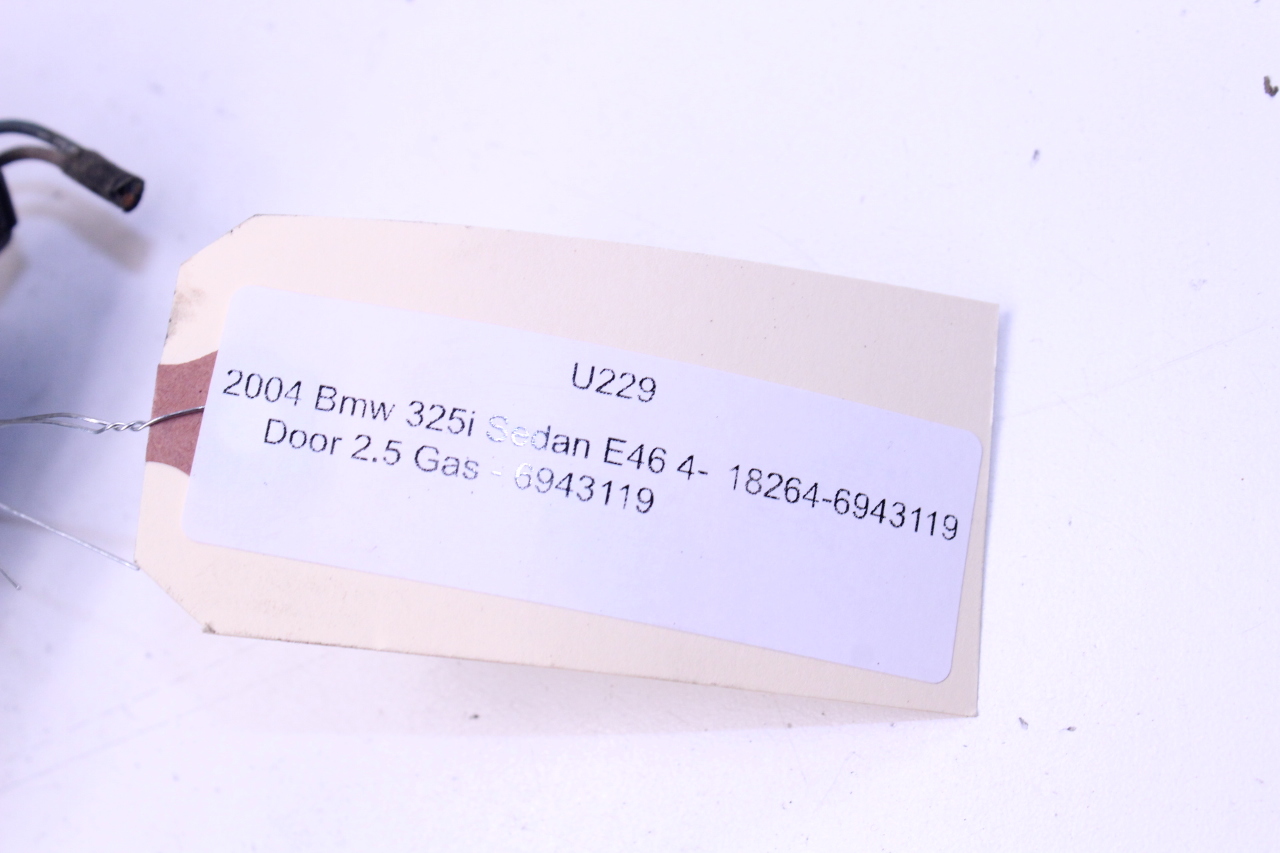 U229
2004 Bmw 325i Sedan E46 4- 18264-6943119
Door 2.5 Gas - 6943119